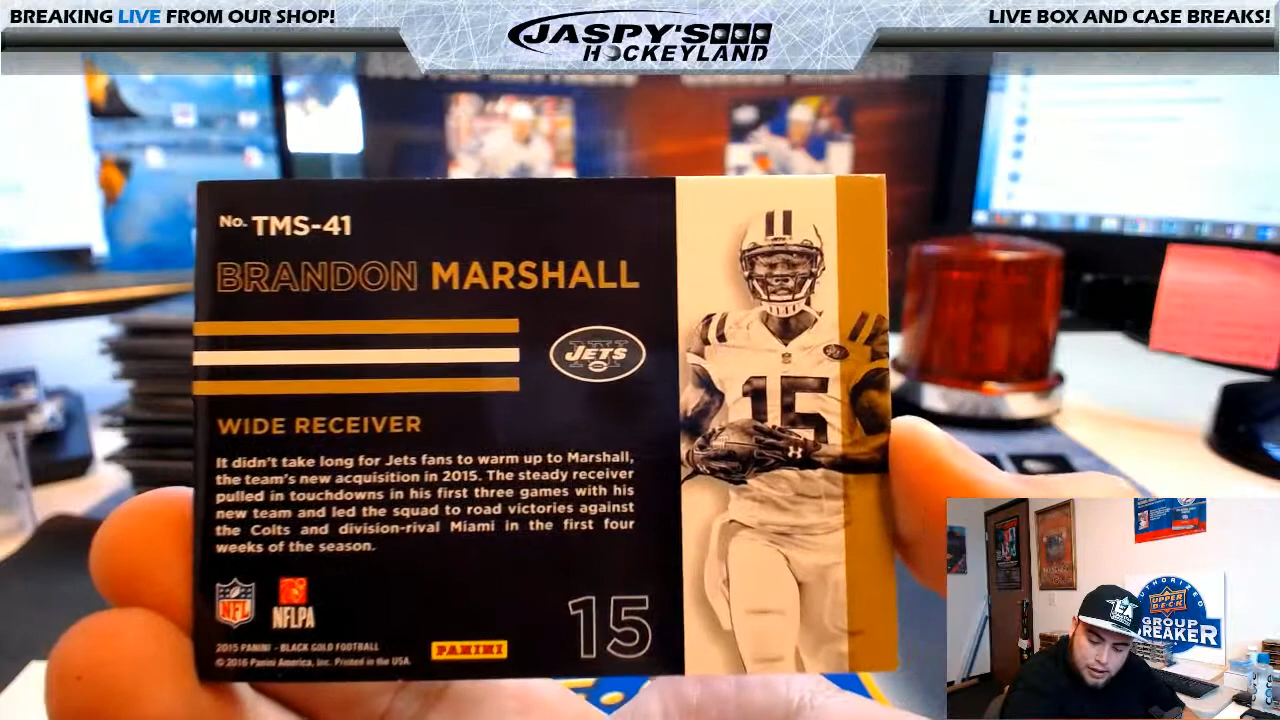 BREAKING LIVE FROM OUR SHOP!
JASPY'S
HOCKEYLAND
LIVE BOX AND CASE BREAKS!
No. TMS-41
BRANDON MARSHALL
NY
JETS
WIDE RECEIVER
It didn't take long for Jets fans to warm up to Marshall,
the team's new acquisition in 2015. The steady receiver
pulled in touchdowns in his first three games with his
new team and led the squad to road victories against
the Colts and division-rival Miami in the first four
weeks of the season.
NFL
NFLPA
15
2015 PANINI - BLACK GOLD FOOTBALL
© 2016 Panini America, Inc. Printed in the USA.
PANINI
15
AUTHORIZED
UPPER
DECK
GROUP
BREAKER